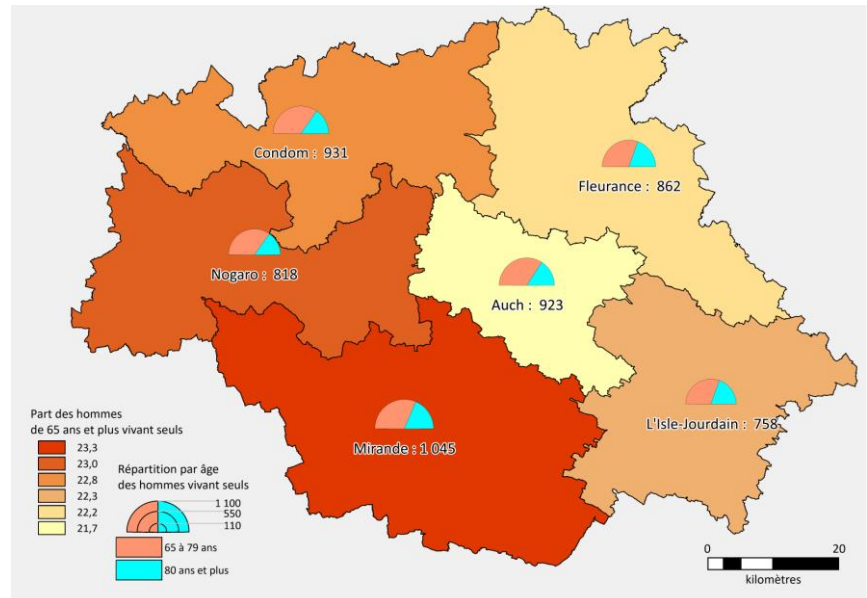 Condom : 931
Fleurance : 862
Nogaro : 818
Auch : 923
L'Isle-Jourdain : 758
Mirande : 1 045
Part des hommes
de 65 ans et plus vivant seuls
23,3
23,0
22,8
22,3
22,2
21,7
Répartition par âge
des hommes vivant seuls
1 100
550
110
65 à 79 ans
80 ans et plus
0 20
kilomètres